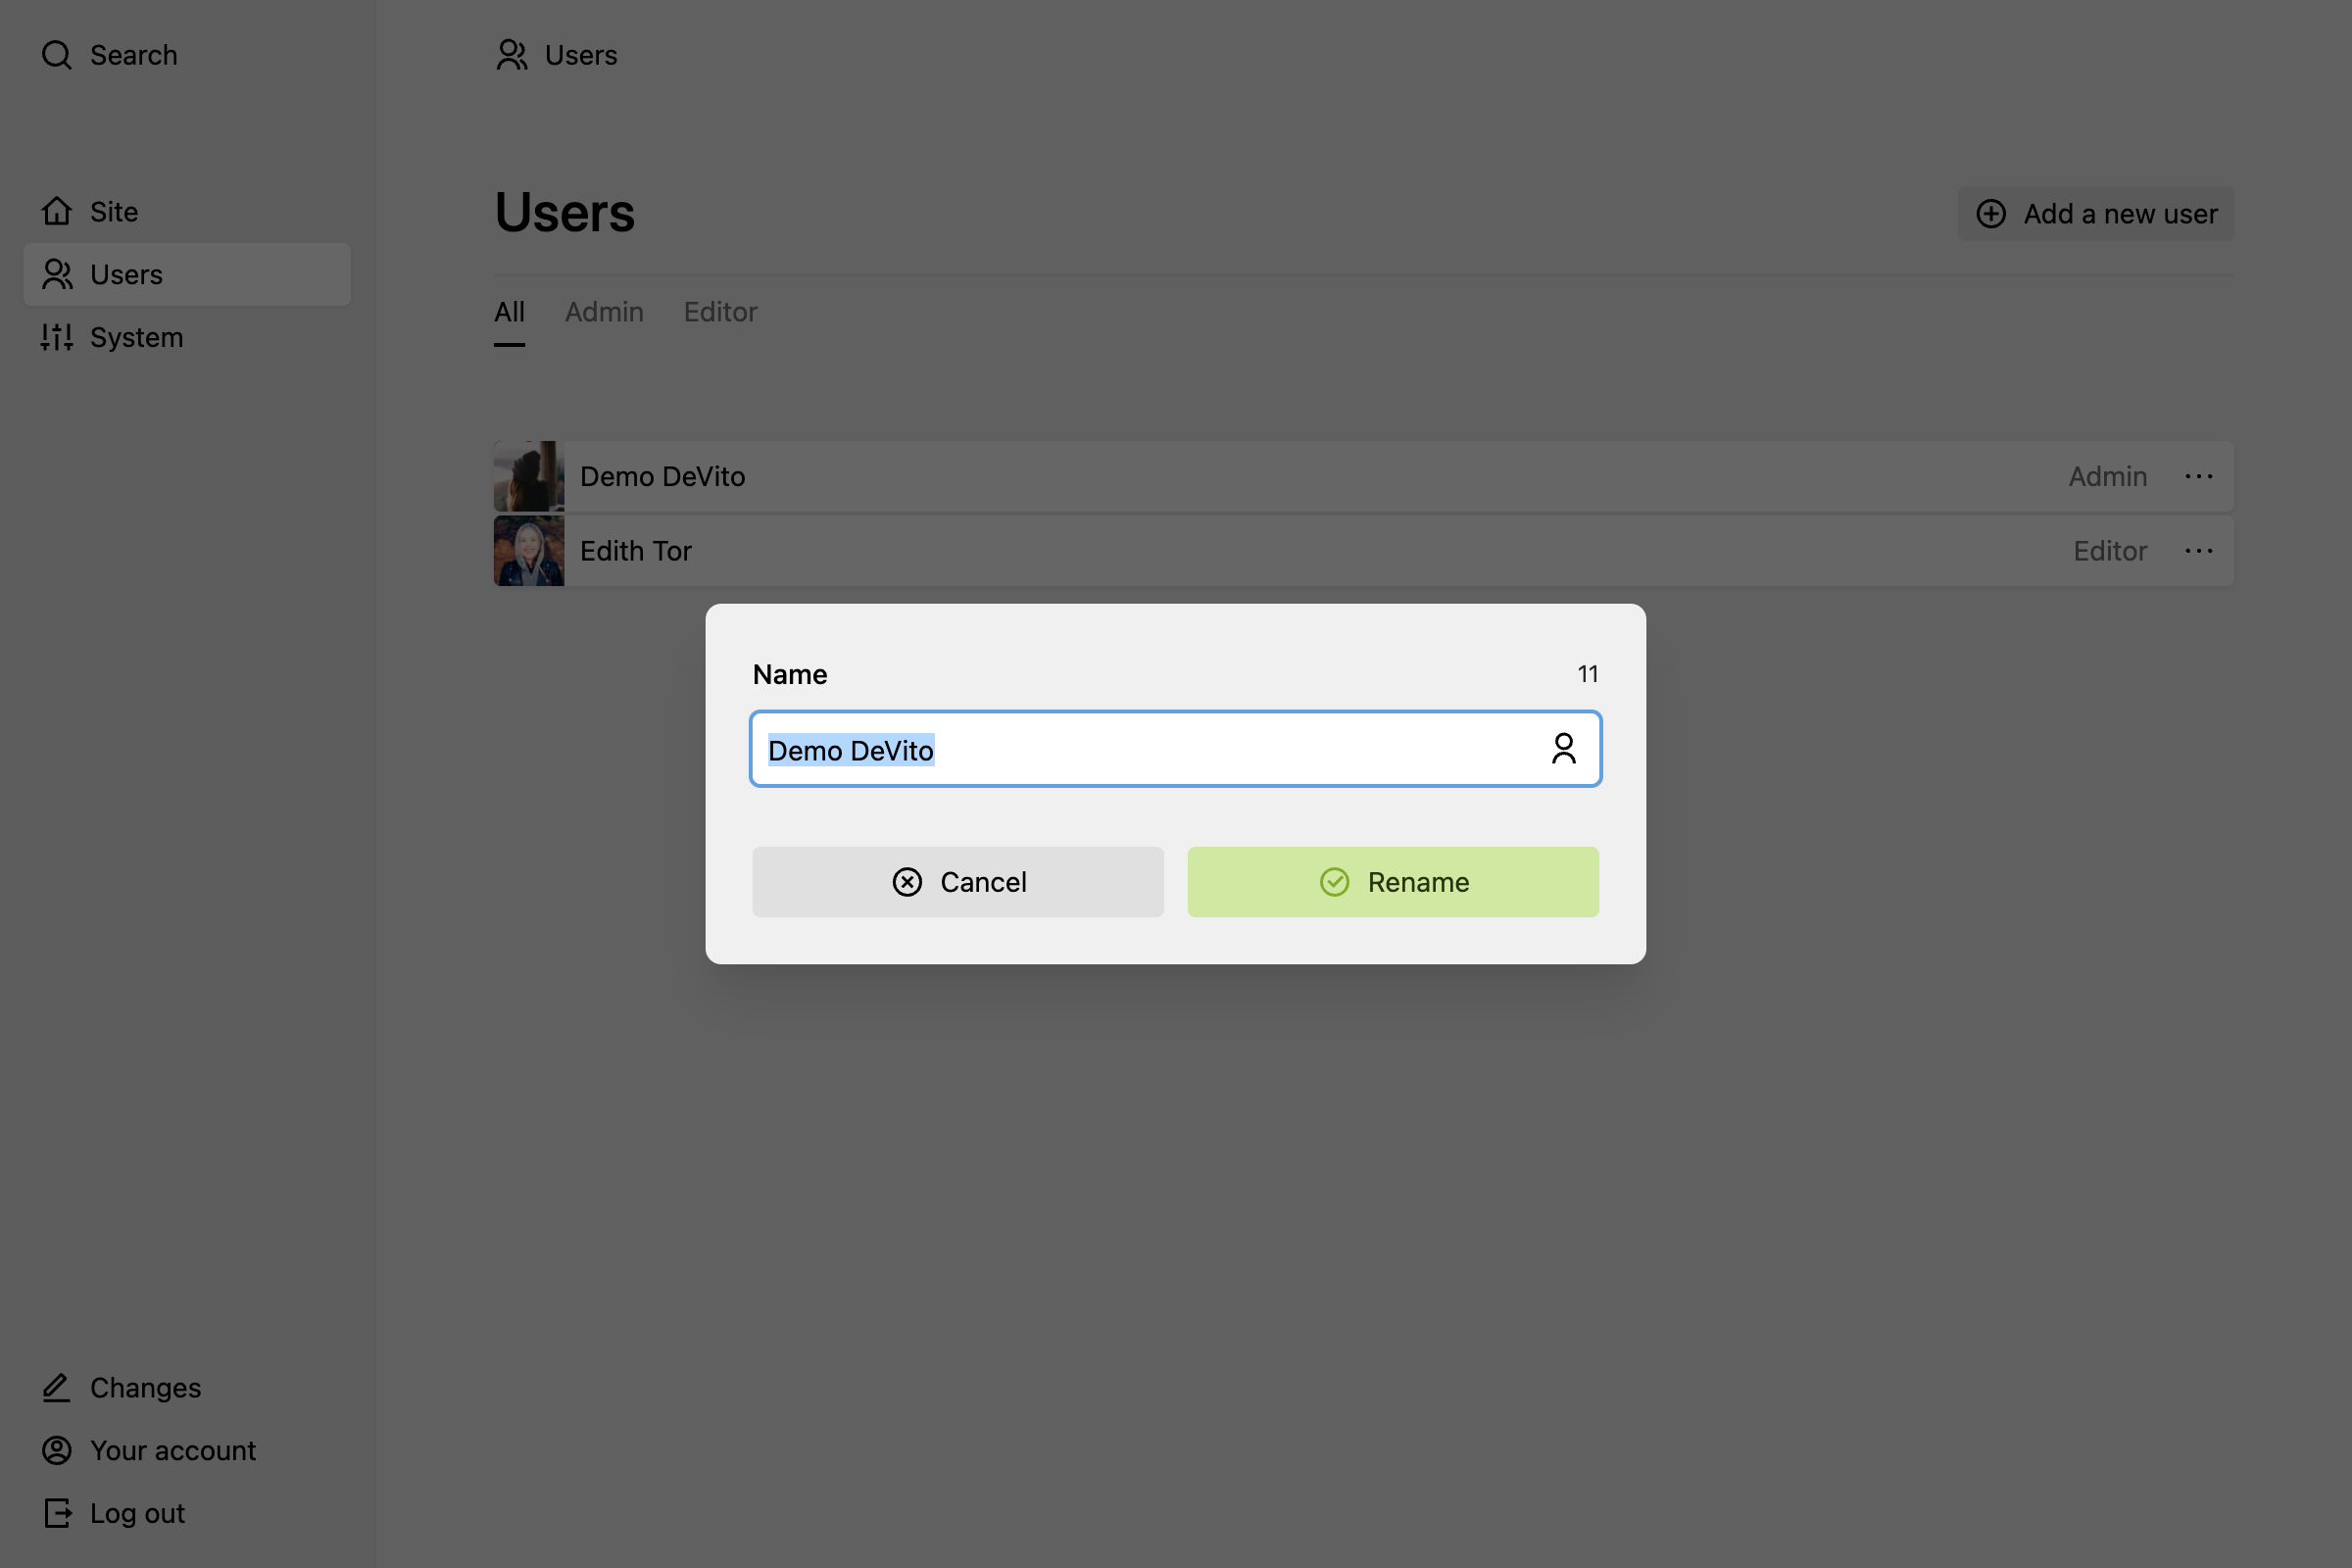 Search
Site
Users
System
Changes
Your account
Log out
Users
Users
Add a new user
All Admin Editor
Demo DeVito Admin
Edith Tor Editor
Name 11
Demo DeVito
Cancel Rename